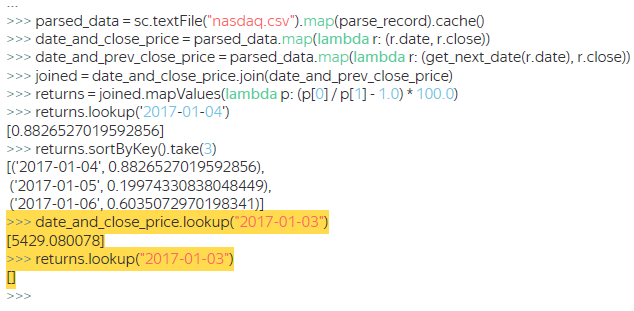 ...
>>> parsed_data = sc.textFile("nasdaq.csv").map(parse_record).cache()
>>> date_and_close_price = parsed_data.map(lambda r: (r.date, r.close))
>>> date_and_prev_close_price = parsed_data.map(lambda r: (get_next_date(r.date), r.close))
>>> joined = date_and_close_price.join(date_and_prev_close_price)
>>> returns = joined.mapValues(lambda p: (p[0] / p[1] - 1.0) * 100.0)
>>> returns.lookup('2017-01-04')
[0.8826527019592856]
>>> returns.sortByKey().take(3)
[('2017-01-04', 0.8826527019592856),
('2017-01-05', 0.19974330838048449),
('2017-01-06', 0.6035072970198341)]
>>> date_and_close_price.lookup("2017-01-03")
[5429.080078]
>>> returns.lookup("2017-01-03")
[]
>>>